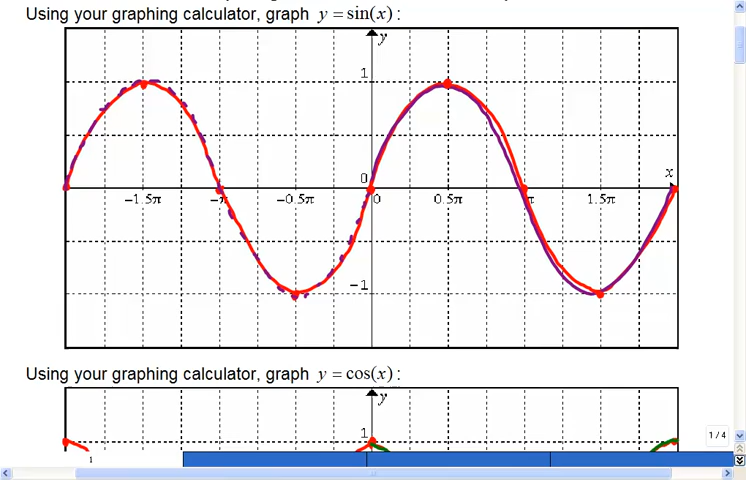 Using your graphing calculator, graph y = sin(x):
y
1
0
x
−1.5π −π −0.5π 0 0.5π π 1.5π
−1
Using your graphing calculator, graph y = cos(x):
y
1
1 / 4
1